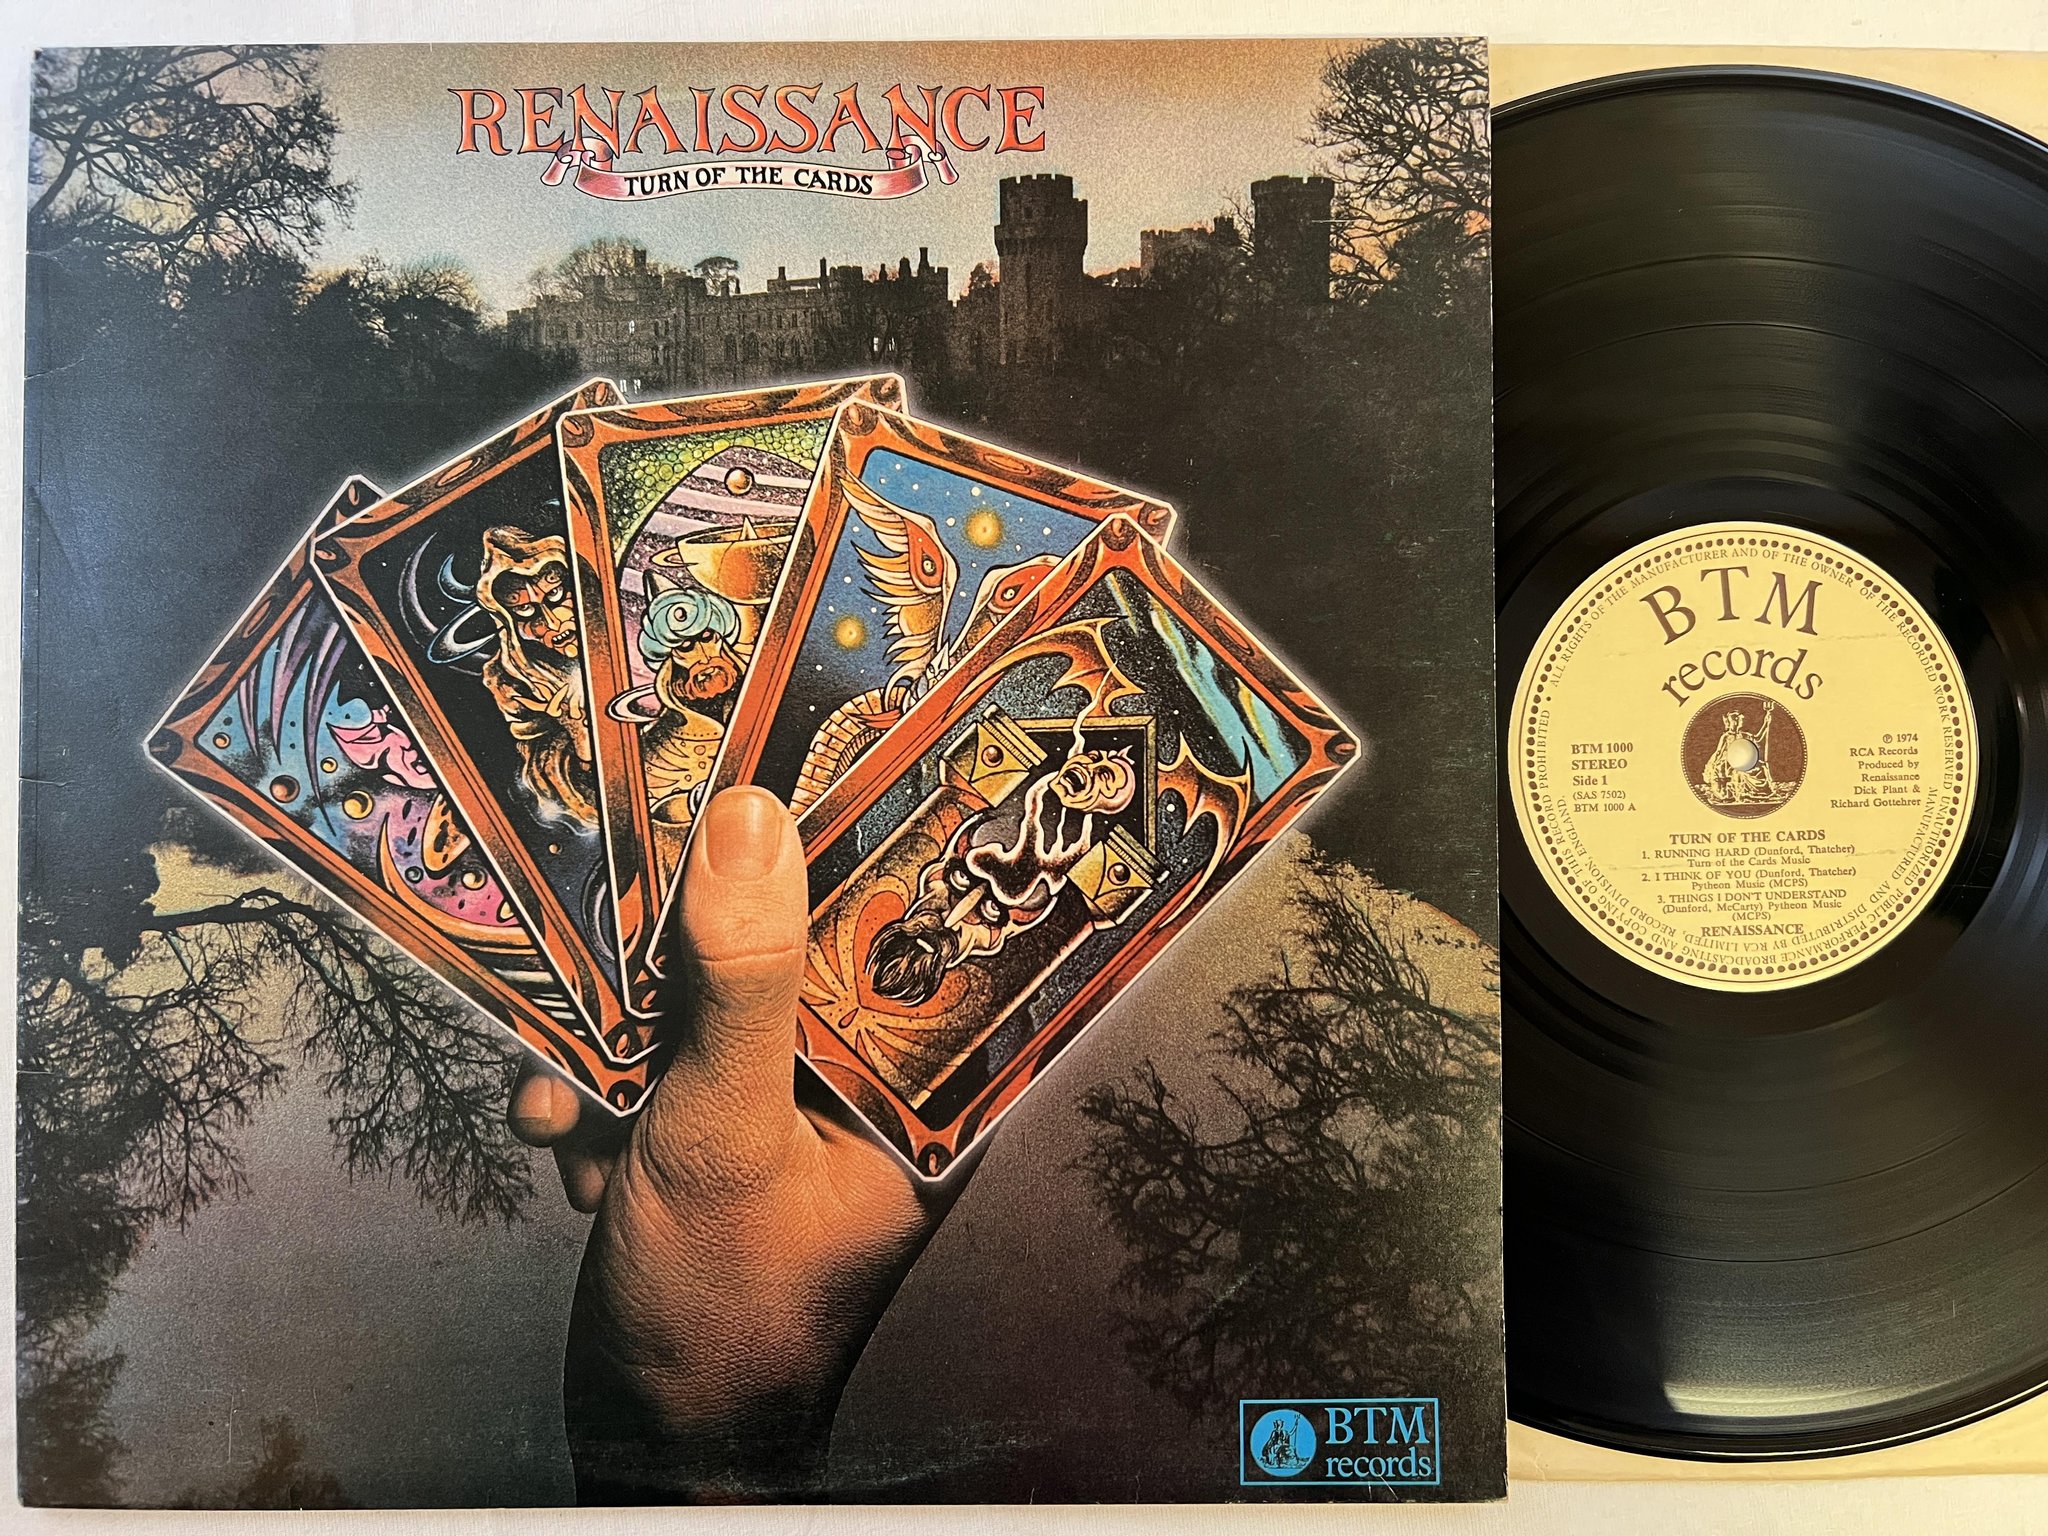 RENAISSANCE
TURN OF THE CARDS
BTM
records
BTM
records
BTM 1000
STEREO
Side 1
(SAS 7502)
BTM 1000 A
℗ 1974
RCA Records
Produced by
Renaissance
Dick Plant &
Richard Gottehrer
TURN OF THE CARDS
1. RUNNING HARD (Dunford, Thatcher)
Turn of the Cards Music
2. I THINK OF YOU (Dunford, Thatcher)
Pytheon Music (MCPS)
3. THINGS I DON'T UNDERSTAND
(Dunford, McCarty) Pytheon Music
(MCPS)
RENAISSANCE
ALL RIGHTS OF THE MANUFACTURER AND OF THE OWNER OF THE RECORDED WORK RESERVED UNAUTHORIZED PUBLIC PERFORMANCE BROADCASTING AND COPYING OF THIS RECORD PROHIBITED •
MANUFACTURED AND DISTRIBUTED BY RCA LIMITED, RECORD DIVISION, ENGLAND.